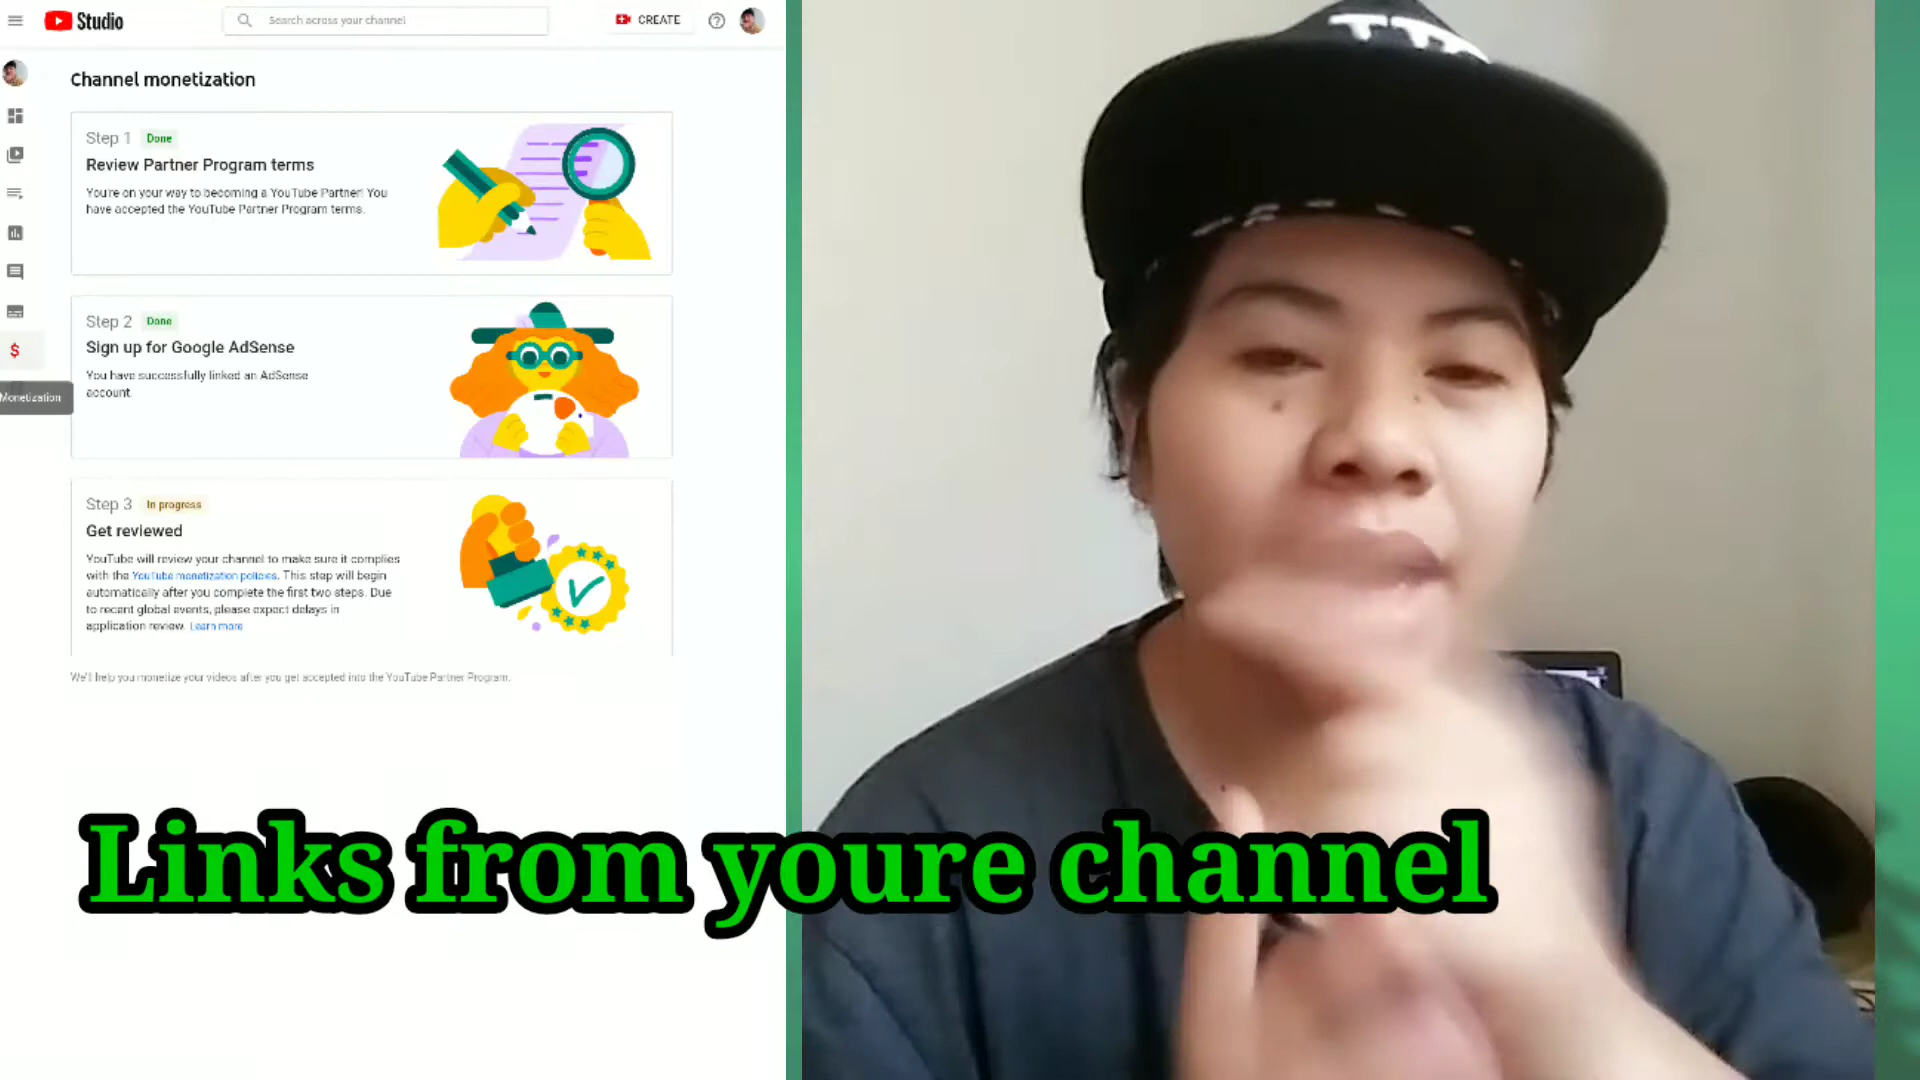 Studio
Search across your channel
CREATE
Channel monetization
Step 1 Done
Review Partner Program terms
You're on your way to becoming a YouTube Partner! You
have accepted the YouTube Partner Program terms.
Step 2 Done
Sign up for Google AdSense
You have successfully linked an AdSense
account.
Monetization
Step 3 In progress
Get reviewed
YouTube will review your channel to make sure it complies
with the YouTube monetization policies. This step will begin
automatically after you complete the first two steps. Due
to recent global events, please expect delays in
application review. Learn more
We'll help you monetize your videos after you get accepted into the YouTube Partner Program.
Links from youre channel